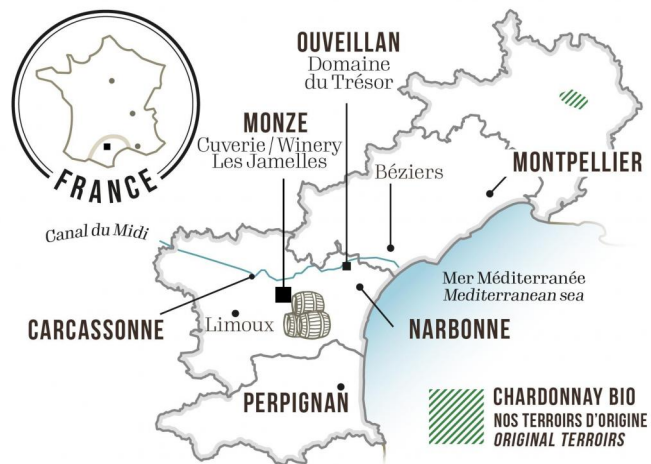 FRANCE
OUVEILLAN
Domaine
du Trésor
MONZE
Cuverie / Winery
Les Jamelles
Béziers
MONTPELLIER
Canal du Midi
Mer Méditerranée
Mediterranean sea
CARCASSONNE
Limoux
NARBONNE
PERPIGNAN
CHARDONNAY BIO
NOS TERROIRS D'ORIGINE
ORIGINAL TERROIRS